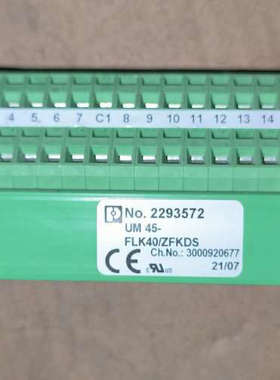 4 5 6 7 C1 8 9 10 11 12 13 14
No. 2293572
UM 45-
FLK40/ZFKDS
Ch.No.: 3000920677
CE 21/07